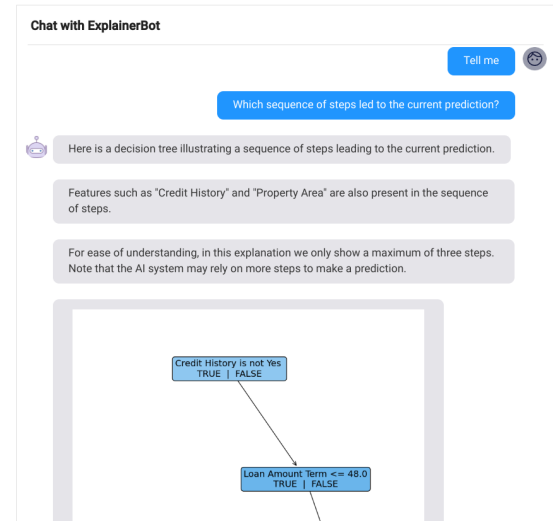 Chat with ExplainerBot
Tell me
Which sequence of steps led to the current prediction?
Here is a decision tree illustrating a sequence of steps leading to the current prediction.
Features such as "Credit History" and "Property Area" are also present in the sequence
of steps.
For ease of understanding, in this explanation we only show a maximum of three steps.
Note that the AI system may rely on more steps to make a prediction.
Credit History is not Yes
TRUE | FALSE
Loan Amount Term <= 48.0
TRUE | FALSE